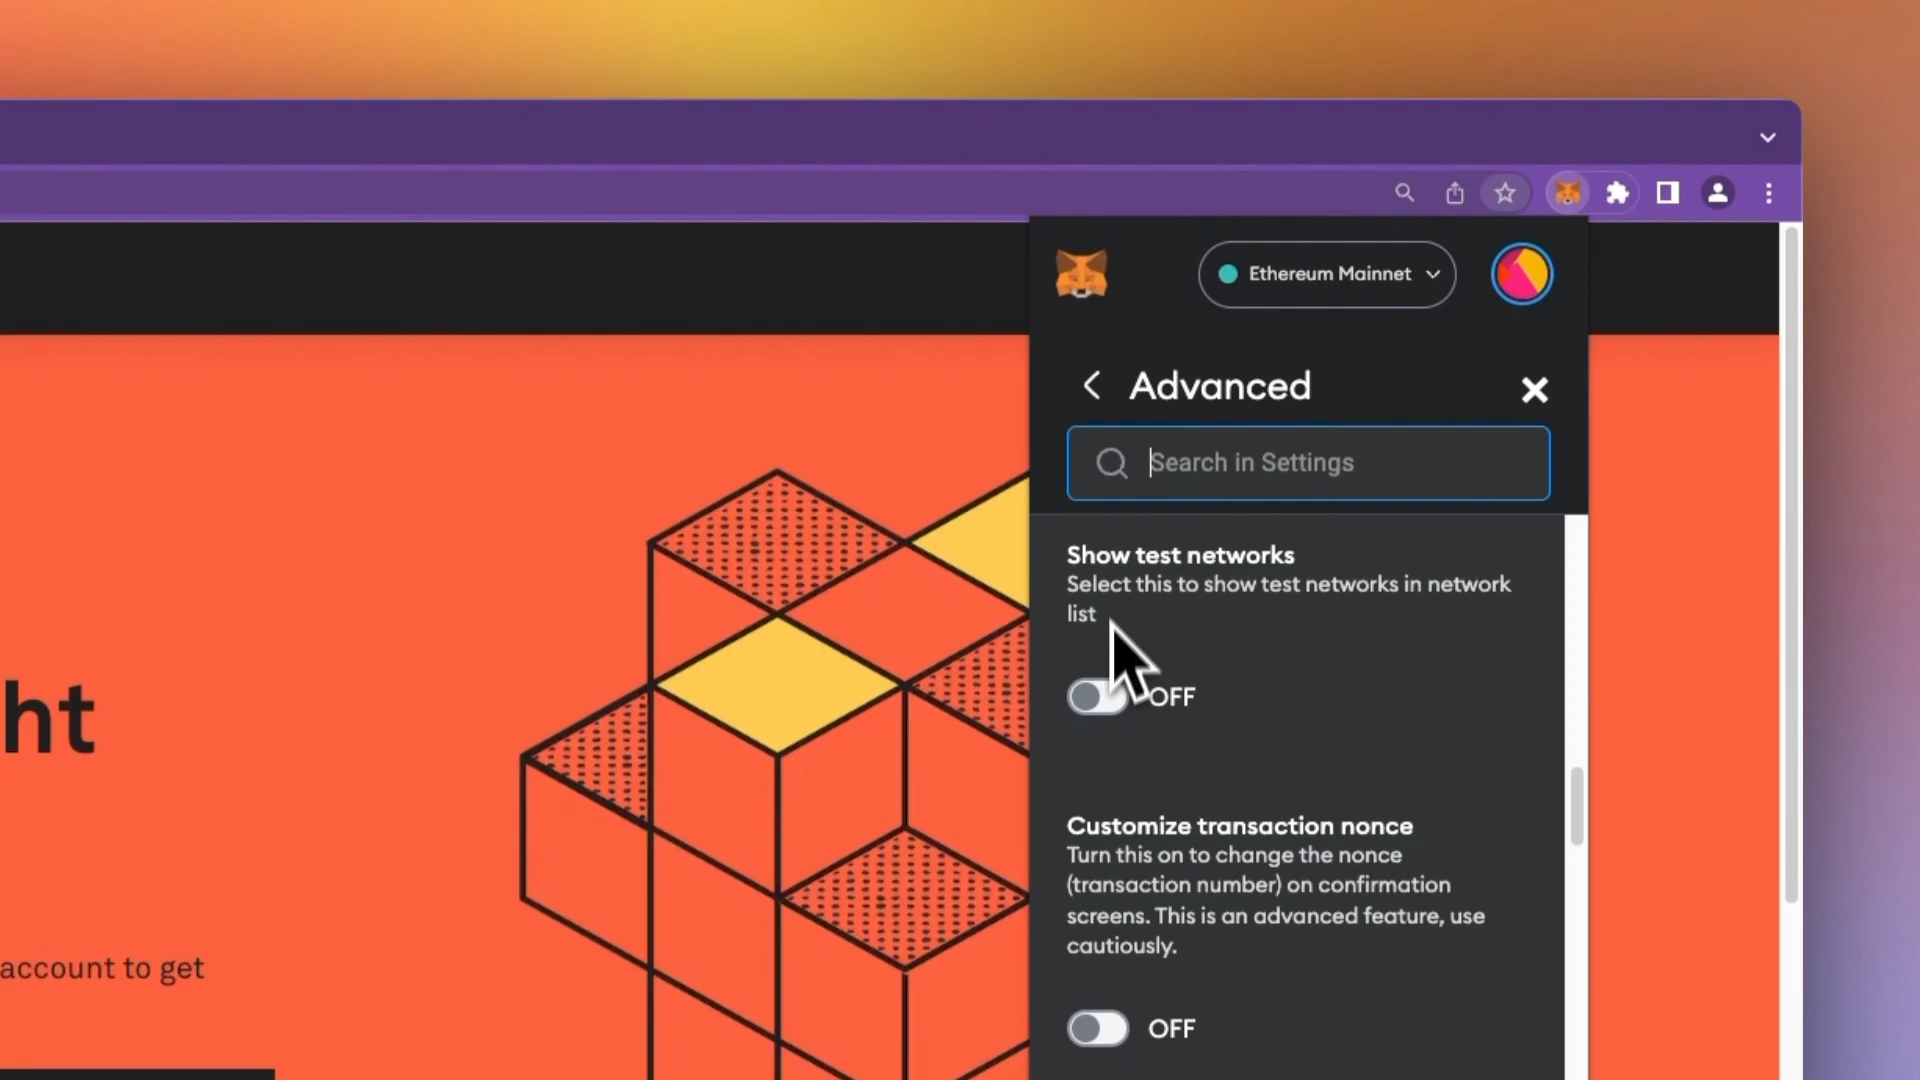 Ethereum Mainnet
Advanced
Search in Settings
Show test networks
Select this to show test networks in network
list
OFF
Customize transaction nonce
Turn this on to change the nonce
(transaction number) on confirmation
screens. This is an advanced feature, use
cautiously.
OFF
ht
account to get